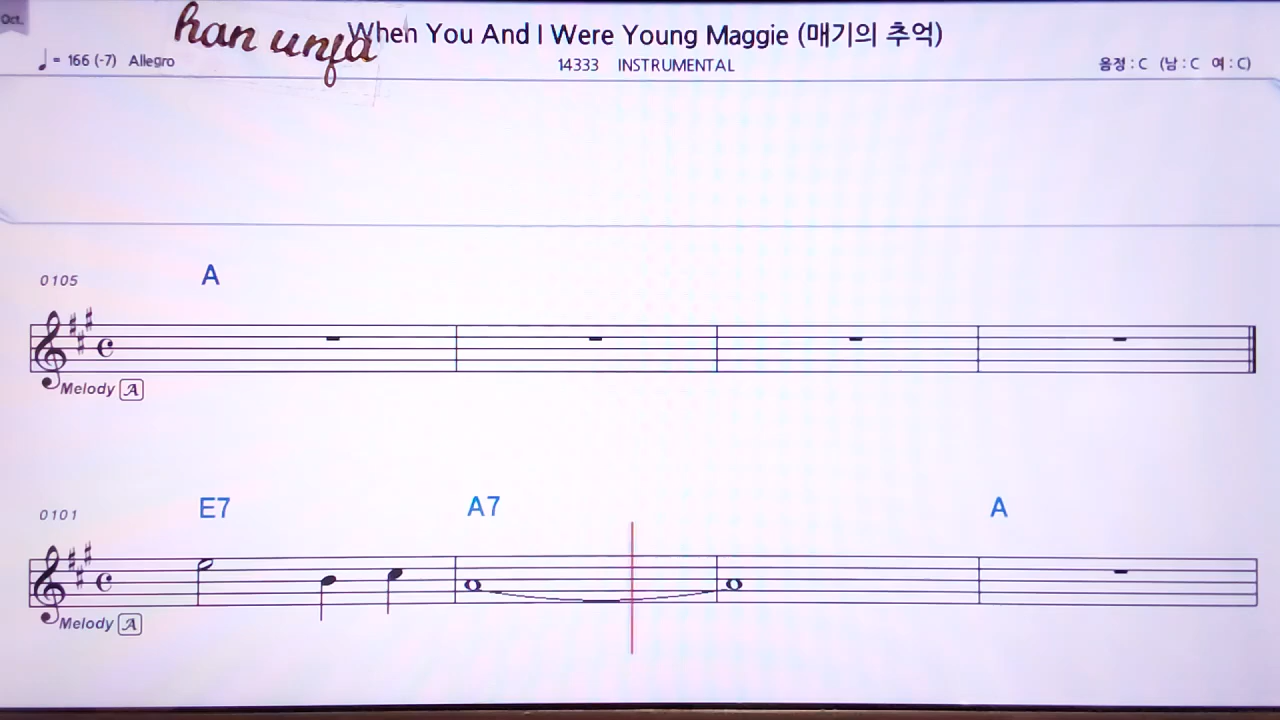 Oct.
han unfa
When You And I Were Young Maggie (매기의 추억)
♩ = 166 (-7) Allegro
14333 INSTRUMENTAL
음정 : C (남 : C 여 : C)
0105
A
Melody A
0101
E7 A7 A
Melody A